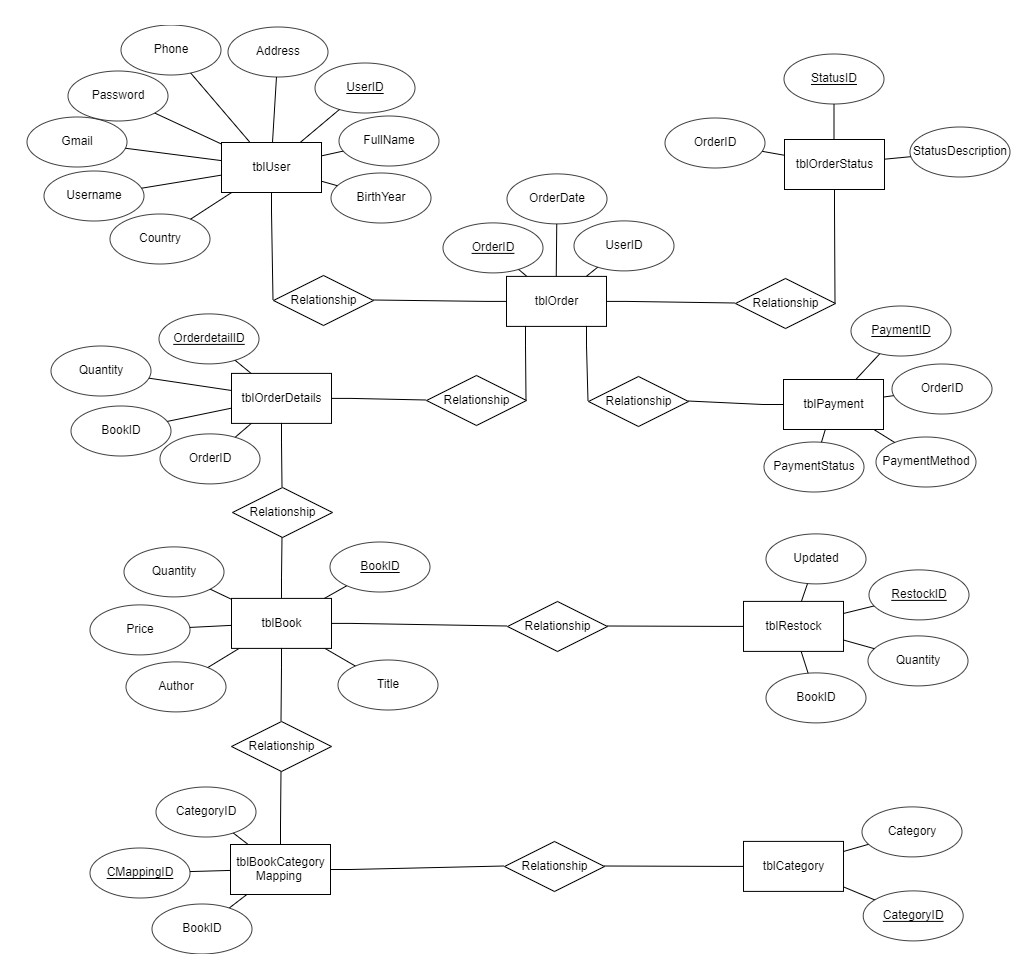 Phone
Address
StatusID
UserID
Password
OrderID
FullName
Gmail
StatusDescription
tblOrderStatus
tblUser
Username
BirthYear
OrderDate
Country
OrderID
UserID
Relationship
tblOrder
Relationship
OrderdetailID
PaymentID
Quantity
OrderID
tblOrderDetails
Relationship
Relationship
tblPayment
BookID
OrderID
PaymentStatus
PaymentMethod
Relationship
Updated
Quantity
BookID
RestockID
tblBook
Relationship
tblRestock
Price
Quantity
Author
Title
BookID
Relationship
CategoryID
Category
tblBookCategory
Mapping
Relationship
tblCategory
CMappingID
CategoryID
BookID